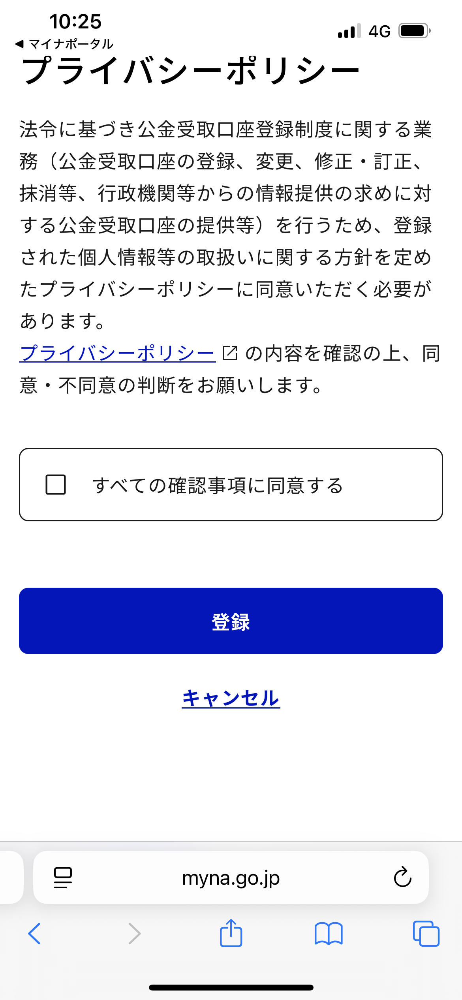 10:25
4G
マイナポータル
プライバシーポリシー
法令に基づき公金受取口座登録制度に関する業
務（公金受取口座の登録、変更、修正・訂正、
抹消等、行政機関等からの情報提供の求めに対
する公金受取口座の提供等）を行うため、登録
された個人情報等の取扱いに関する方針を定め
たプライバシーポリシーに同意いただく必要が
あります。
プライバシーポリシー の内容を確認の上、同
意・不同意の判断をお願いします。
すべての確認事項に同意する
登録
キャンセル
myna.go.jp